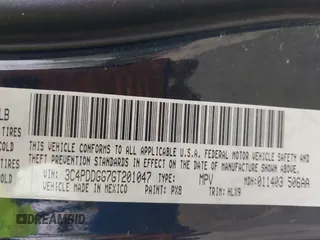 LB
TIRES
COLD
TIRES
COLD
THIS VEHICLE CONFORMS TO ALL APPLICABLE U.S.A. FEDERAL MOTOR VEHICLE SAFETY AND
THEFT PREVENTION STANDARDS IN EFFECT ON THE DATE OF MANUFACTURE SHOWN ABOVE.
VIN: 3C4PDDGG7GT201047 TYPE: MPV MDH: 011403 506AA
VEHICLE MADE IN MEXICO PAINT: PX8 TRIM: HLX9
DREAMBID